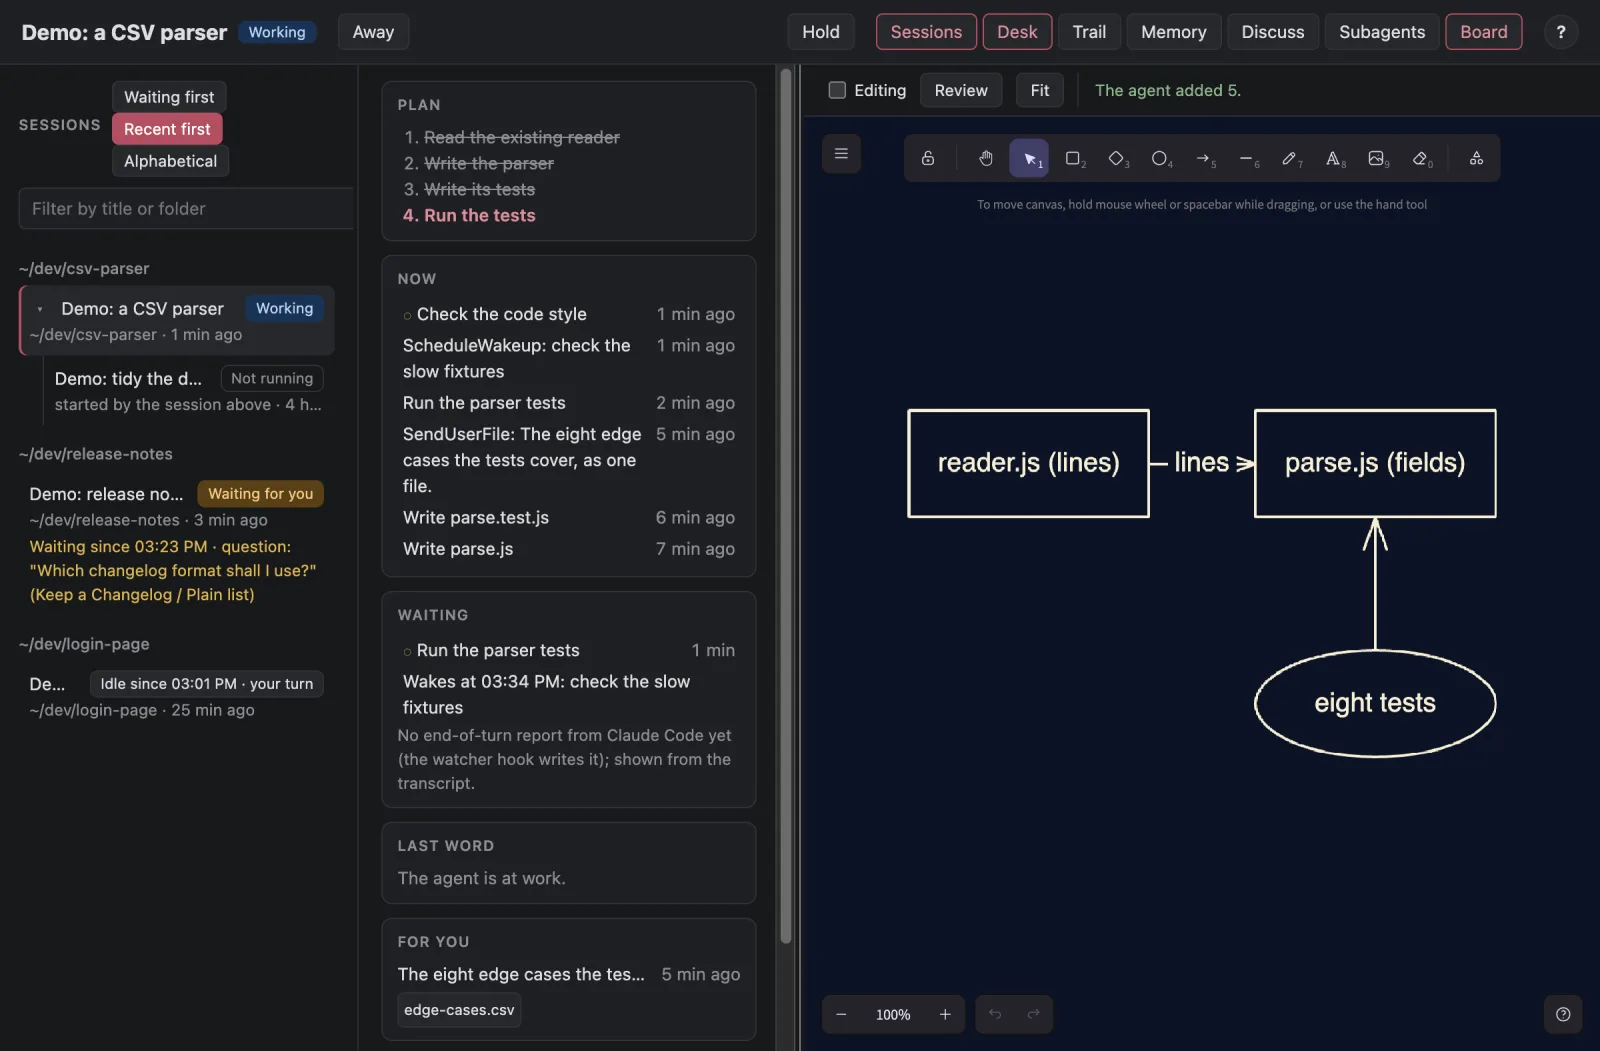 Demo: a CSV parser Working Away Hold Sessions Desk Trail Memory Discuss Subagents Board ?
SESSIONS
Waiting first
Recent first
Alphabetical
Filter by title or folder
~/dev/csv-parser
Demo: a CSV parser Working
~/dev/csv-parser · 1 min ago
Demo: tidy the d... Not running
started by the session above · 4 h...
~/dev/release-notes
Demo: release no... Waiting for you
~/dev/release-notes · 3 min ago
Waiting since 03:23 PM · question:
"Which changelog format shall I use?"
(Keep a Changelog / Plain list)
~/dev/login-page
De... Idle since 03:01 PM · your turn
~/dev/login-page · 25 min ago
PLAN
1. Read the existing reader
2. Write the parser
3. Write its tests
4. Run the tests
NOW
Check the code style 1 min ago
ScheduleWakeup: check the 1 min ago
slow fixtures
Run the parser tests 2 min ago
SendUserFile: The eight edge 5 min ago
cases the tests cover, as one
file.
Write parse.test.js 6 min ago
Write parse.js 7 min ago
WAITING
Run the parser tests 1 min
Wakes at 03:34 PM: check the slow
fixtures
No end-of-turn report from Claude Code yet
(the watcher hook writes it); shown from the
transcript.
LAST WORD
The agent is at work.
FOR YOU
The eight edge cases the tes... 5 min ago
edge-cases.csv
Editing Review Fit The agent added 5.
1 2 3 4 5 6 7 A 8 9 0
To move canvas, hold mouse wheel or spacebar while dragging, or use the hand tool
reader.js (lines) lines parse.js (fields)
eight tests
− 100% + ?